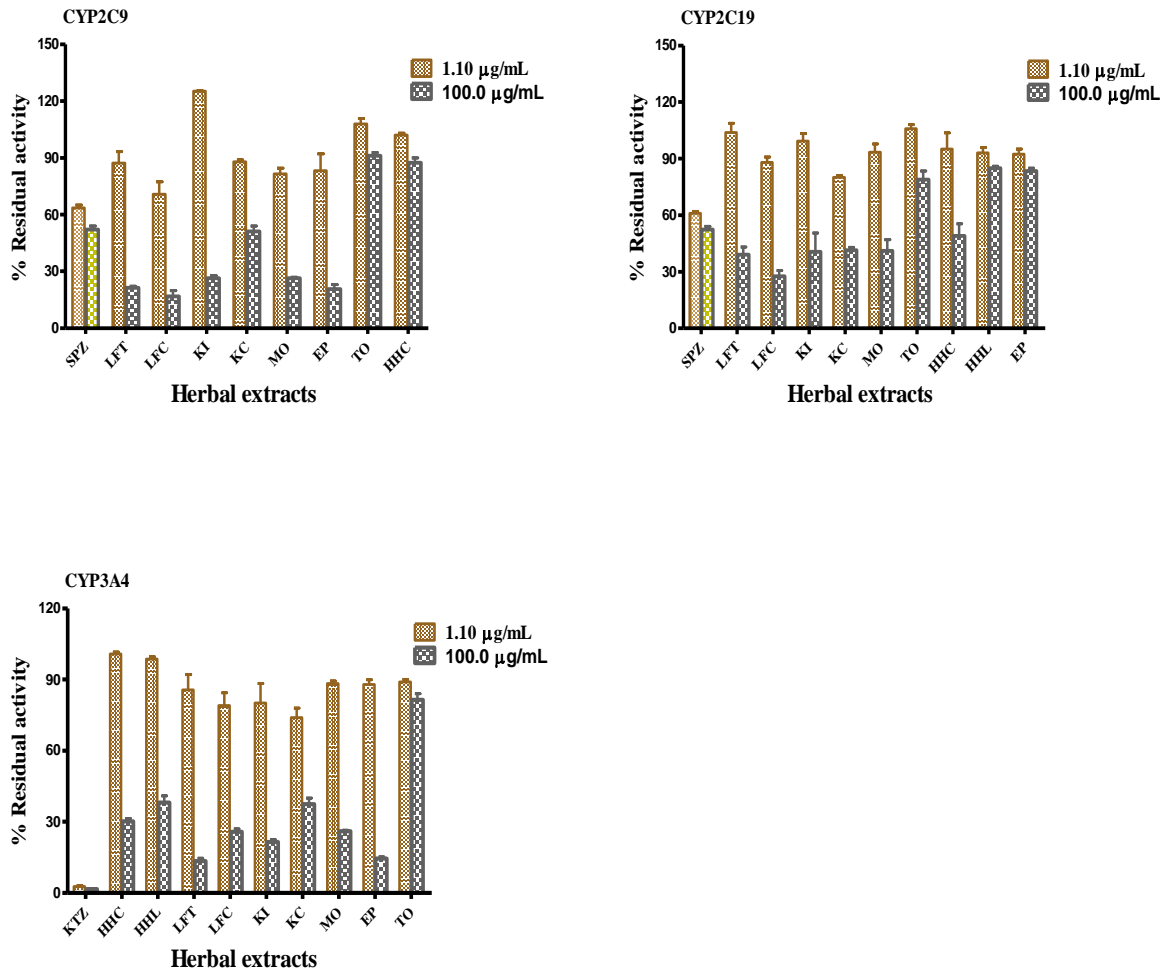 CYP2C9
150
120
90
60
30
0
% Residual activity
1.10 µg/mL
100.0 µg/mL
SPZ LFT LFC KI KC MO EP TO HHC
Herbal extracts
CYP2C19
150
120
90
60
30
0
% Residual activity
1.10 µg/mL
100.0 µg/mL
SPZ LFT LFC KI KC MO TO HHC HHL EP
Herbal extracts
CYP3A4
120
90
60
30
0
% Residual activity
1.10 µg/mL
100.0 µg/mL
KTZ HHC HHL LFT LFC KI KC MO EP TO
Herbal extracts